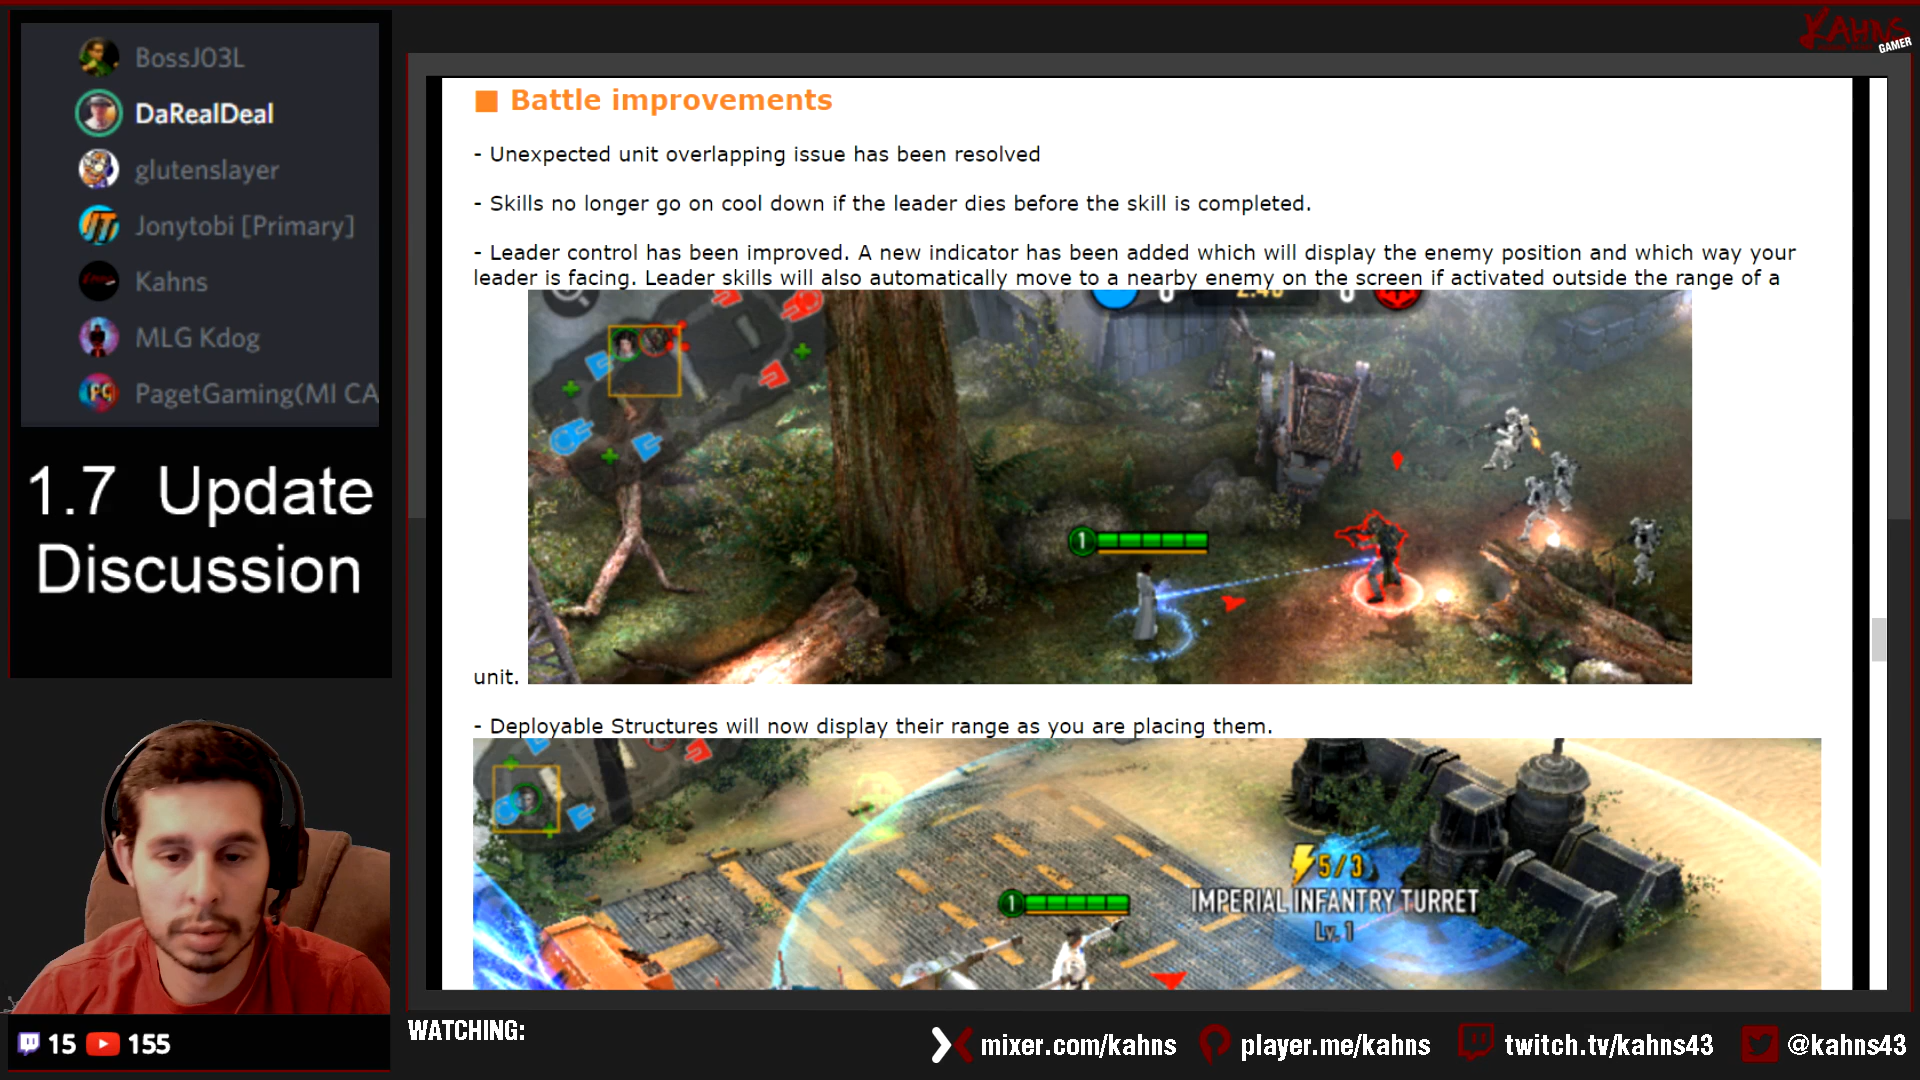 BossJ03L
DaRealDeal
glutenslayer
Jonytobi [Primary]
Kahns
MLG Kdog
PagetGaming(MI CA
1.7 Update
Discussion
15 155
KAHNS
GAMER
■ Battle improvements
- Unexpected unit overlapping issue has been resolved
- Skills no longer go on cool down if the leader dies before the skill is completed.
- Leader control has been improved. A new indicator has been added which will display the enemy position and which way your
leader is facing. Leader skills will also automatically move to a nearby enemy on the screen if activated outside the range of a
1
unit.
- Deployable Structures will now display their range as you are placing them.
5/3
IMPERIAL INFANTRY TURRET
Lv. 1
1
WATCHING:
mixer.com/kahns player.me/kahns twitch.tv/kahns43 @kahns43